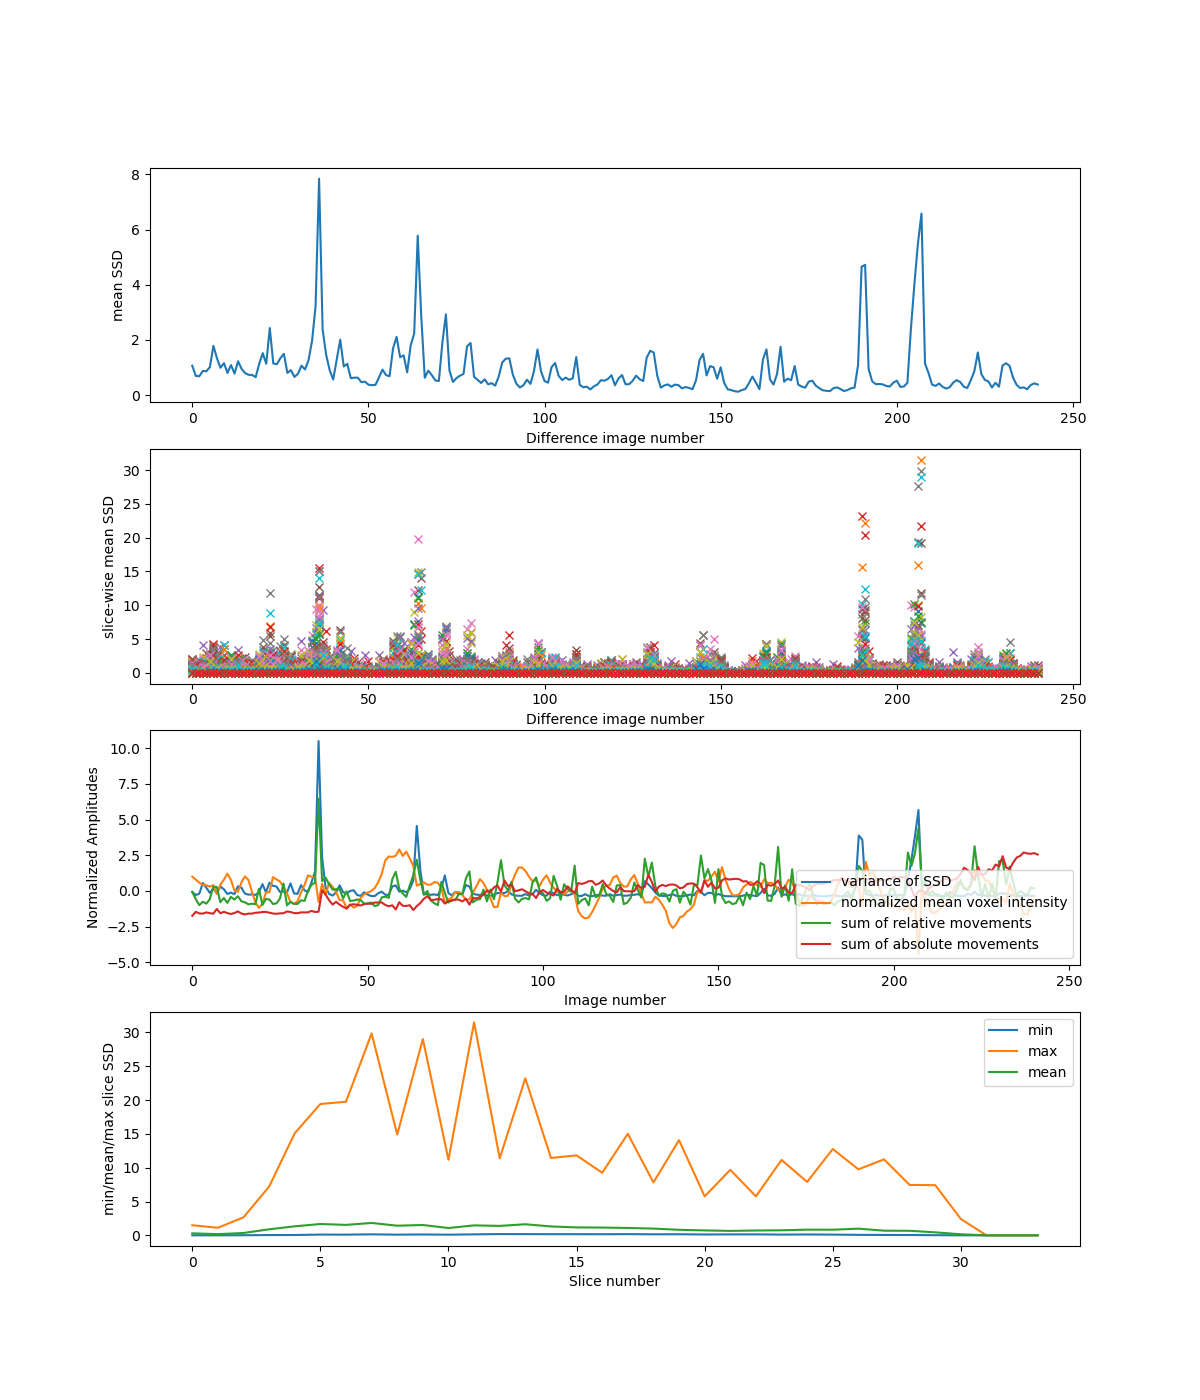 8
6
4
2
0
mean SSD
0 50 100 150 200 250
Difference image number
30
25
20
15
10
5
0
slice-wise mean SSD
0 50 100 150 200 250
Difference image number
10.0
7.5
5.0
2.5
0.0
−2.5
−5.0
Normalized Amplitudes
variance of SSD
normalized mean voxel intensity
sum of relative movements
sum of absolute movements
0 50 100 150 200 250
Image number
30
25
20
15
10
5
0
min/mean/max slice SSD
min
max
mean
0 5 10 15 20 25 30
Slice number